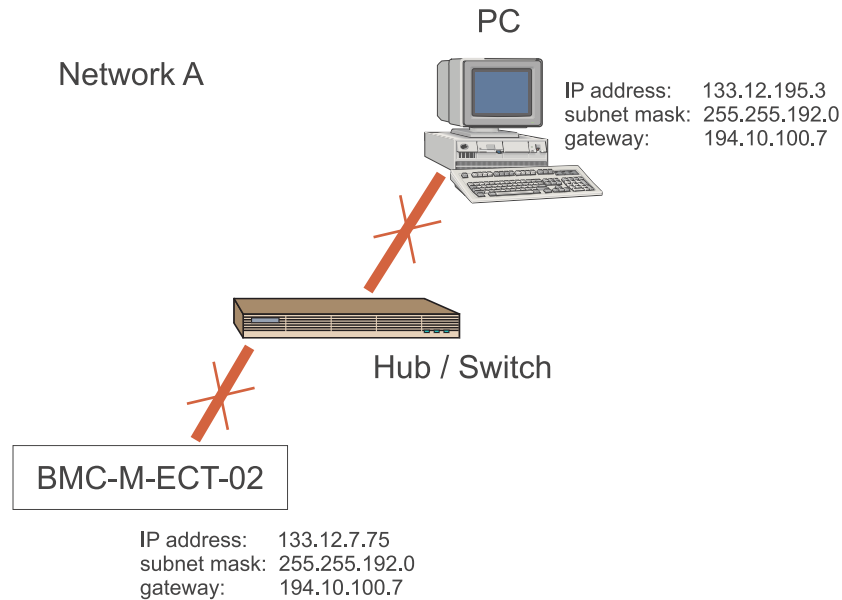 PC
Network A
IP address: 133.12.195.3
subnet mask: 255.255.192.0
gateway: 194.10.100.7
Hub / Switch
BMC-M-ECT-02
IP address: 133.12.7.75
subnet mask: 255.255.192.0
gateway: 194.10.100.7